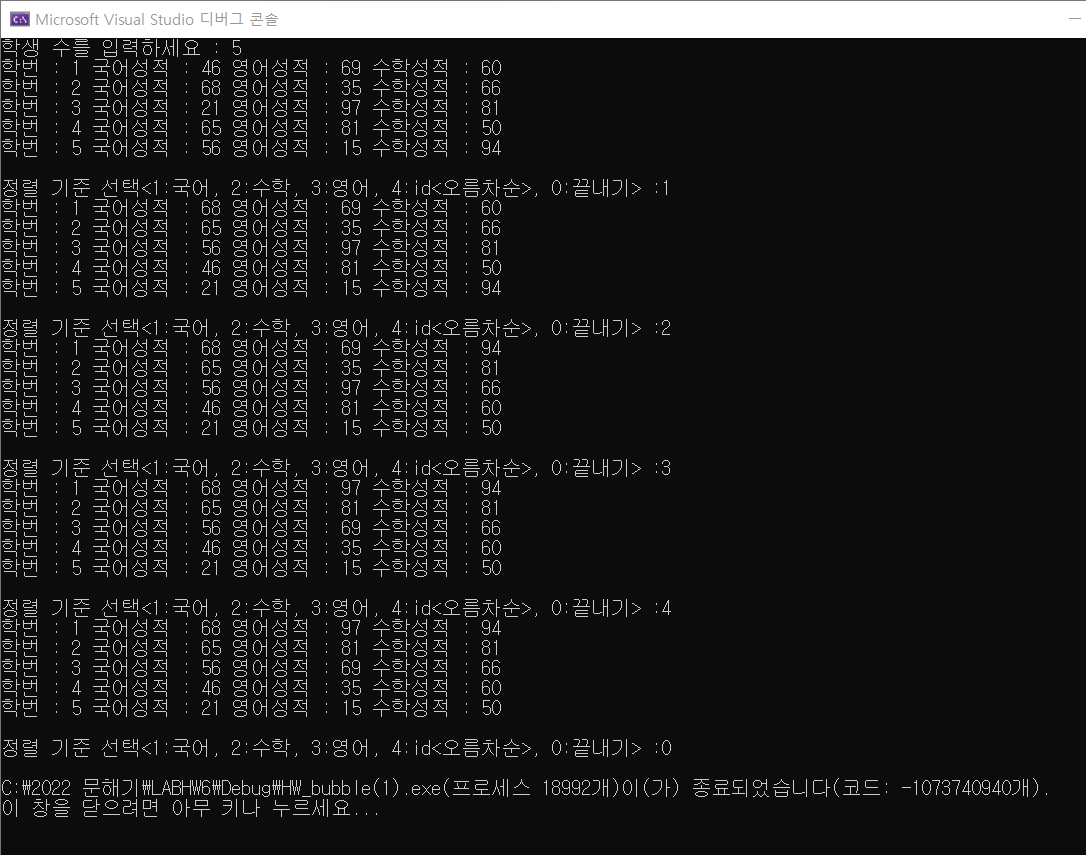 Microsoft Visual Studio 디버그 콘솔
학생 수를 입력하세요 : 5
학번 : 1 국어성적 : 46 영어성적 : 69 수학성적 : 60
학번 : 2 국어성적 : 68 영어성적 : 35 수학성적 : 66
학번 : 3 국어성적 : 21 영어성적 : 97 수학성적 : 81
학번 : 4 국어성적 : 65 영어성적 : 81 수학성적 : 50
학번 : 5 국어성적 : 56 영어성적 : 15 수학성적 : 94
정렬 기준 선택<1:국어, 2:수학, 3:영어, 4:id<오름차순>, 0:끝내기> :1
학번 : 1 국어성적 : 68 영어성적 : 69 수학성적 : 60
학번 : 2 국어성적 : 65 영어성적 : 35 수학성적 : 66
학번 : 3 국어성적 : 56 영어성적 : 97 수학성적 : 81
학번 : 4 국어성적 : 46 영어성적 : 81 수학성적 : 50
학번 : 5 국어성적 : 21 영어성적 : 15 수학성적 : 94
정렬 기준 선택<1:국어, 2:수학, 3:영어, 4:id<오름차순>, 0:끝내기> :2
학번 : 1 국어성적 : 68 영어성적 : 69 수학성적 : 94
학번 : 2 국어성적 : 65 영어성적 : 35 수학성적 : 81
학번 : 3 국어성적 : 56 영어성적 : 97 수학성적 : 66
학번 : 4 국어성적 : 46 영어성적 : 81 수학성적 : 60
학번 : 5 국어성적 : 21 영어성적 : 15 수학성적 : 50
정렬 기준 선택<1:국어, 2:수학, 3:영어, 4:id<오름차순>, 0:끝내기> :3
학번 : 1 국어성적 : 68 영어성적 : 97 수학성적 : 94
학번 : 2 국어성적 : 65 영어성적 : 81 수학성적 : 81
학번 : 3 국어성적 : 56 영어성적 : 69 수학성적 : 66
학번 : 4 국어성적 : 46 영어성적 : 35 수학성적 : 60
학번 : 5 국어성적 : 21 영어성적 : 15 수학성적 : 50
정렬 기준 선택<1:국어, 2:수학, 3:영어, 4:id<오름차순>, 0:끝내기> :4
학번 : 1 국어성적 : 68 영어성적 : 97 수학성적 : 94
학번 : 2 국어성적 : 65 영어성적 : 81 수학성적 : 81
학번 : 3 국어성적 : 56 영어성적 : 69 수학성적 : 66
학번 : 4 국어성적 : 46 영어성적 : 35 수학성적 : 60
학번 : 5 국어성적 : 21 영어성적 : 15 수학성적 : 50
정렬 기준 선택<1:국어, 2:수학, 3:영어, 4:id<오름차순>, 0:끝내기> :0
C:₩2022 문해기₩LABHW6₩Debug₩HW_bubble(1).exe(프로세스 18992개)이(가) 종료되었습니다(코드: -1073740940개).
이 창을 닫으려면 아무 키나 누르세요...